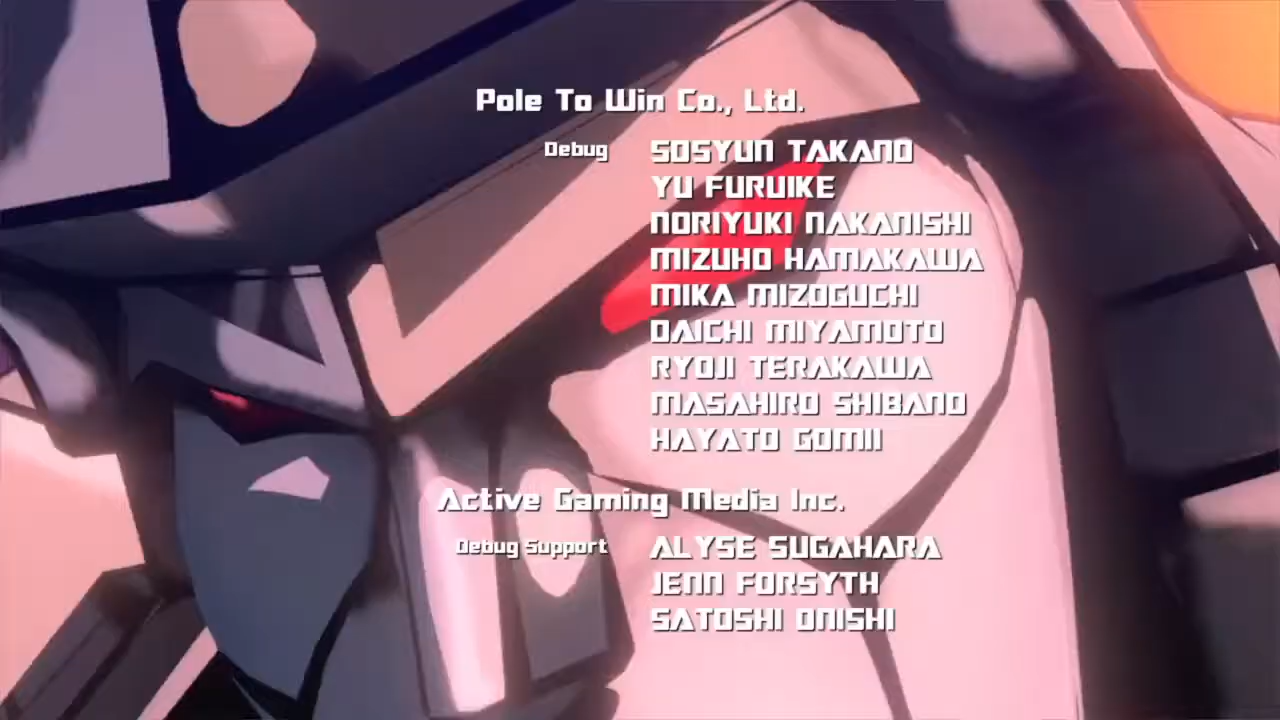 Pole To Win Co., Ltd.
Debug SOSYUN TAKANO
YU FURUIKE
NORIYUKI NAKANISHI
MIZUHO HAMAKAWA
MIKA MIZOGUCHI
DAICHI MIYAMOTO
RYOJI TERAKAWA
MASAHIRO SHIBANO
HAYATO GOMII
Active Gaming Media Inc.
Debug Support ALYSE SUGAHARA
JENN FORSYTH
SATOSHI ONISHI